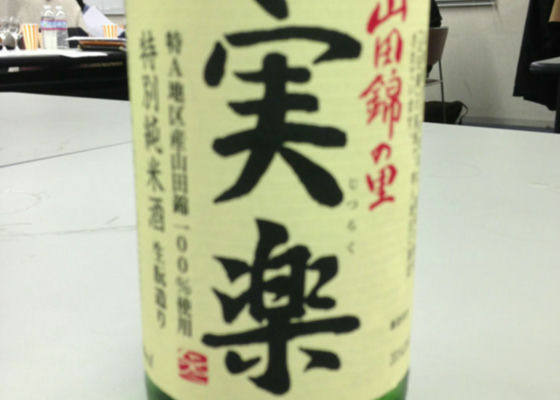 山田錦の里
実楽
じつらく
特A地区産山田錦一〇〇%使用
特別純米酒 生酛造り